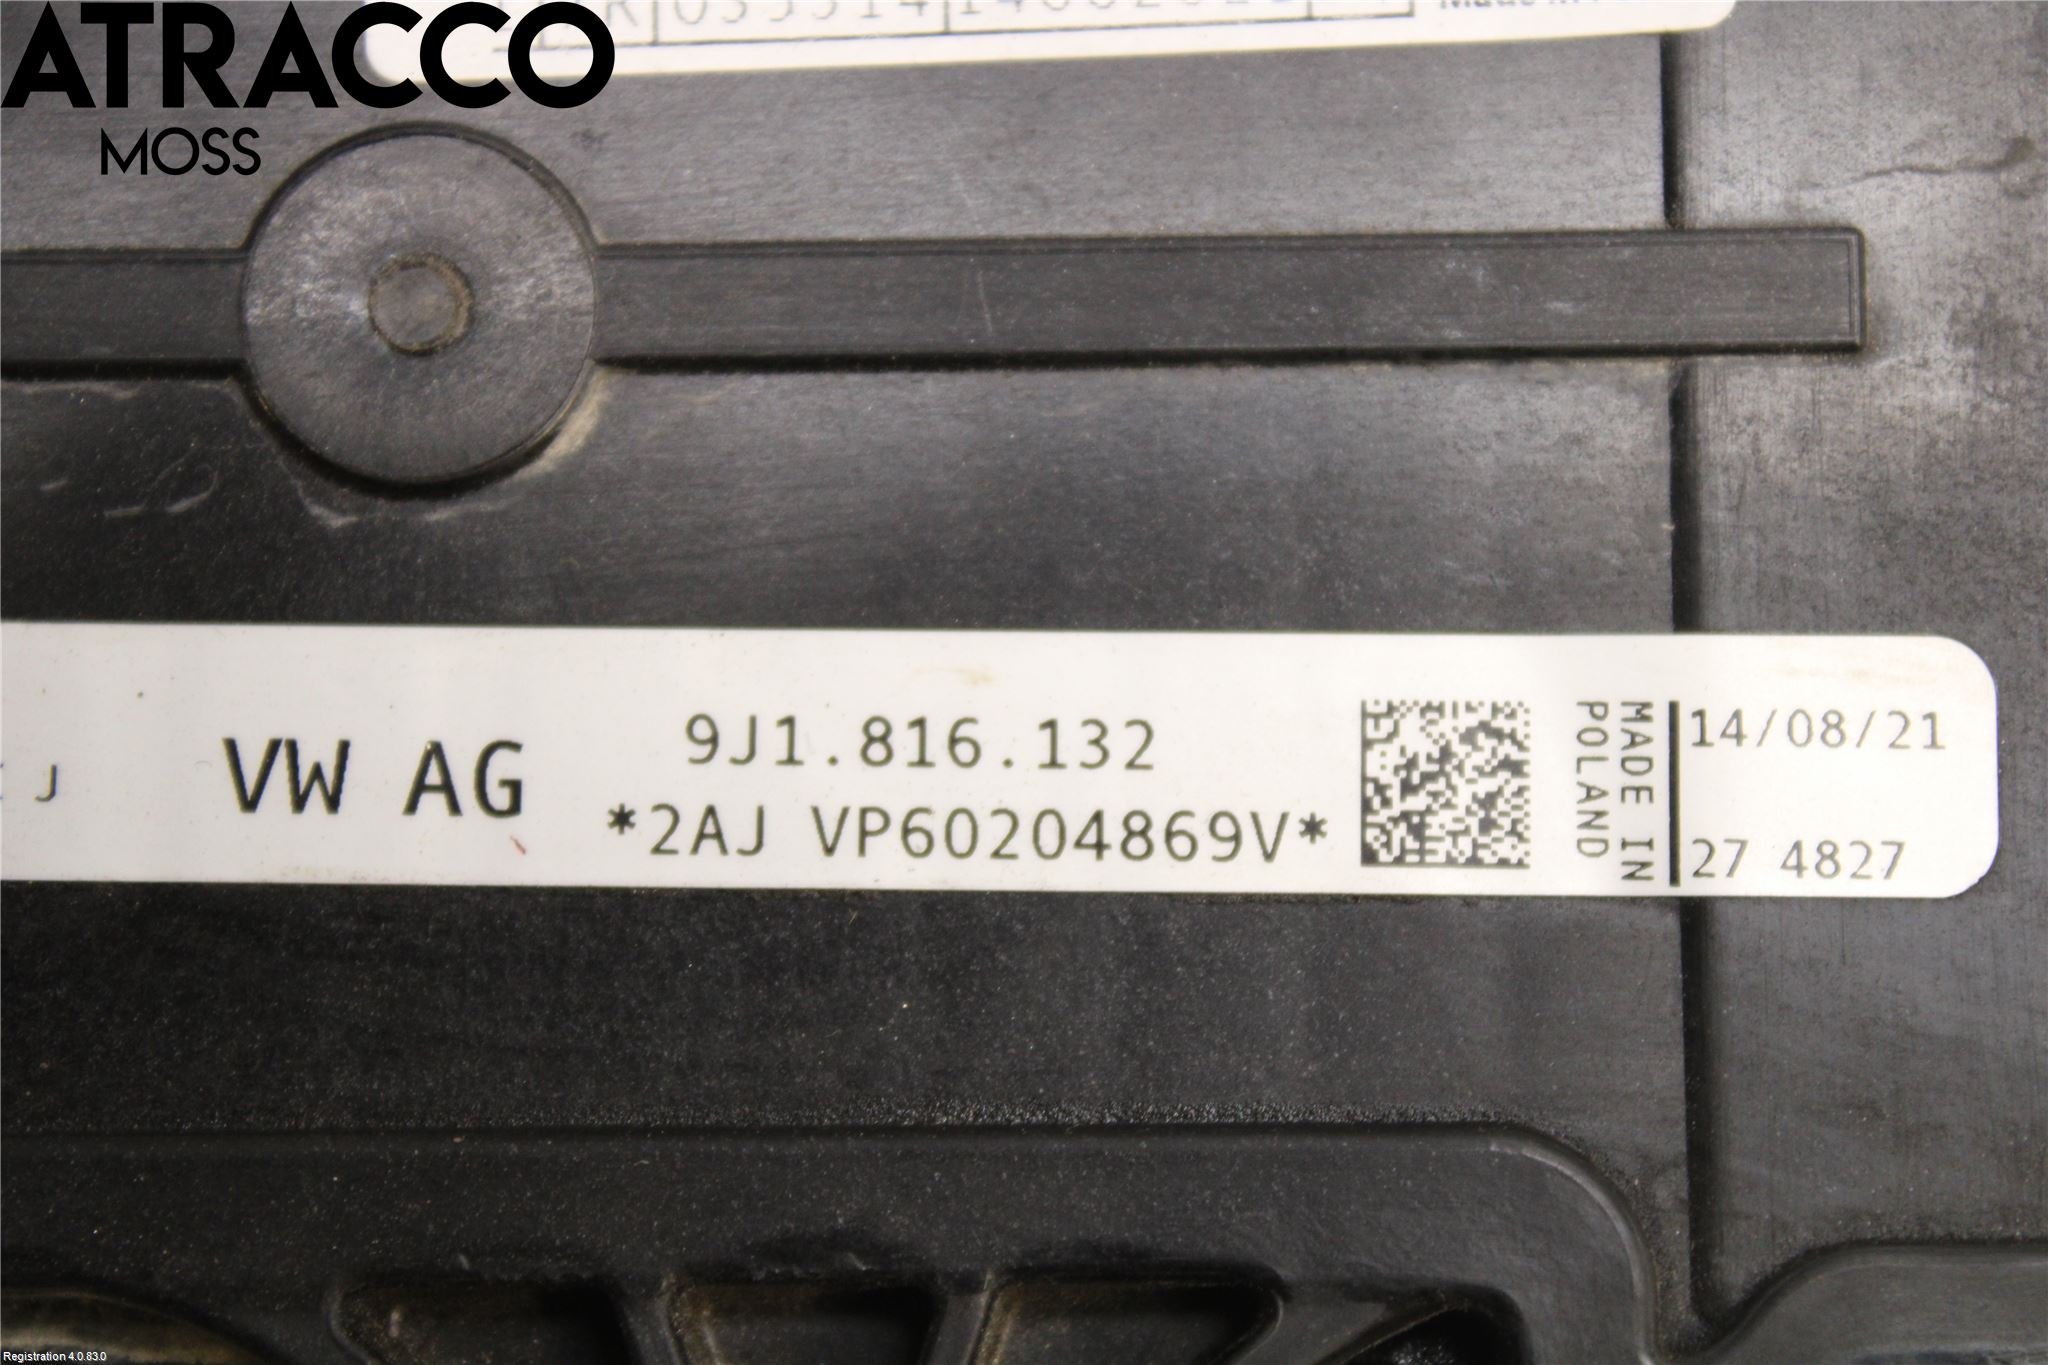 ATRACCO
MOSS
J
VW AG
9J1.816.132
*2AJ VP60204869V*
MADE IN
POLAND
14/08/21
27 4827
Registration 4.0.83.0